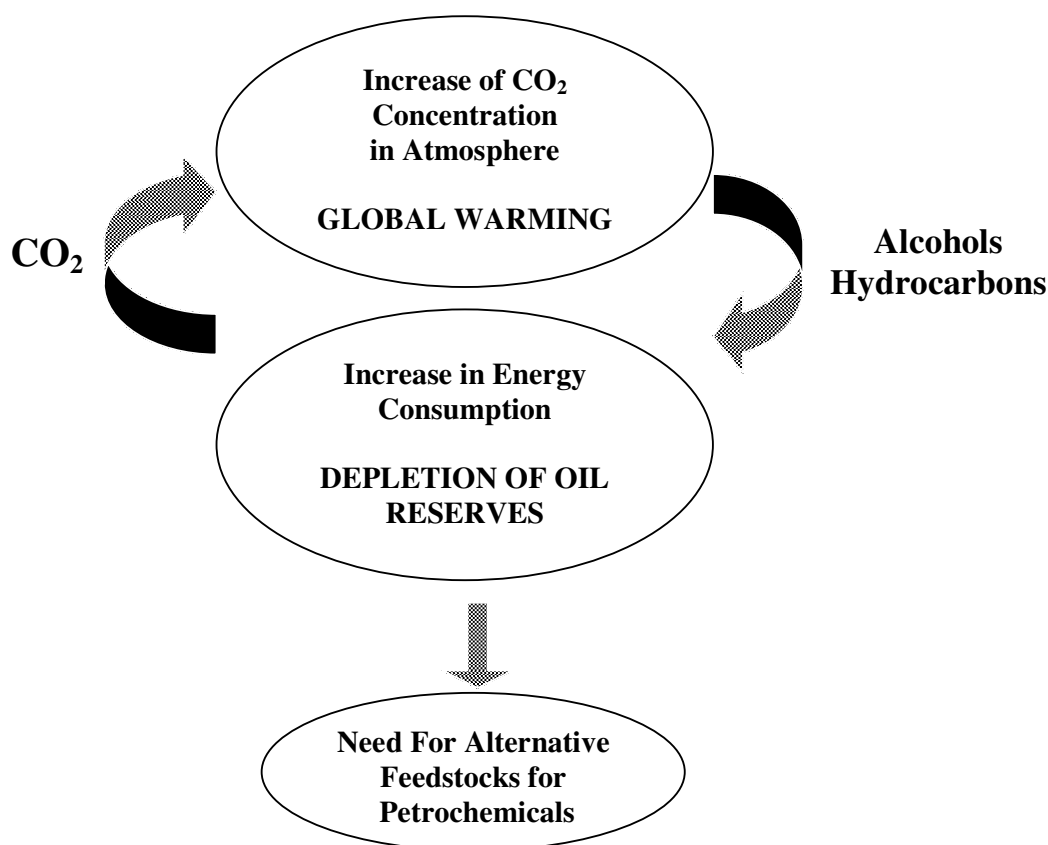 Increase of CO₂
Concentration
in Atmosphere
GLOBAL WARMING
CO₂
Alcohols
Hydrocarbons
Increase in Energy
Consumption
DEPLETION OF OIL
RESERVES
Need For Alternative
Feedstocks for
Petrochemicals